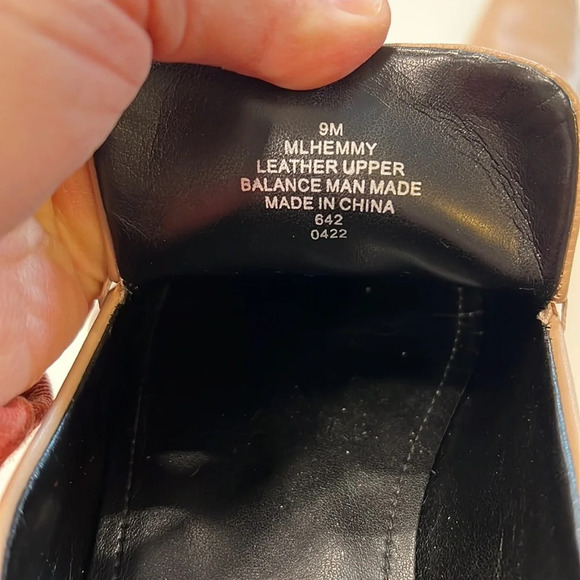 9M
MLHEMMY
LEATHER UPPER
BALANCE MAN MADE
MADE IN CHINA
642
0422